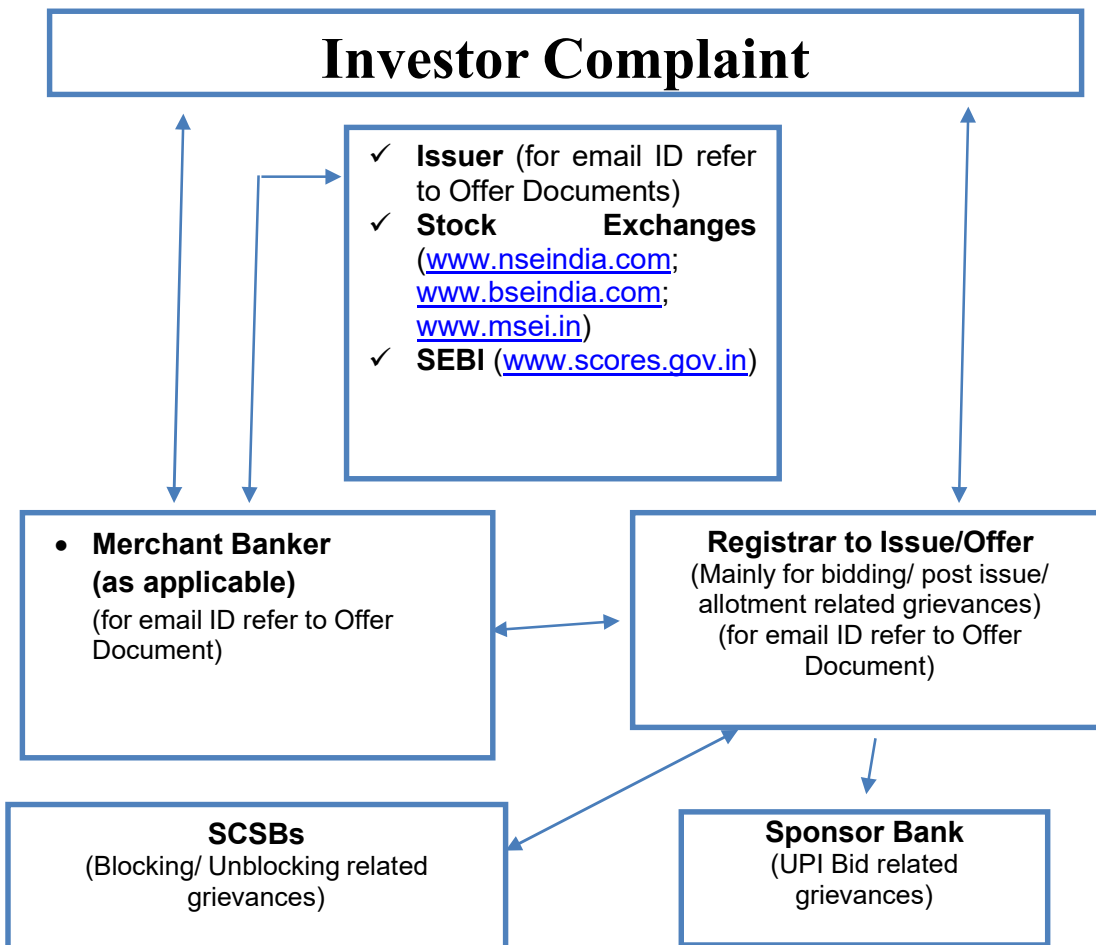 Investor Complaint
✓ Issuer (for email ID refer
to Offer Documents)
✓ Stock Exchanges
(www.nseindia.com;
www.bseindia.com;
www.msei.in)
✓ SEBI (www.scores.gov.in)
• Merchant Banker
(as applicable)
(for email ID refer to Offer
Document)
Registrar to Issue/Offer
(Mainly for bidding/ post issue/
allotment related grievances)
(for email ID refer to Offer
Document)
SCSBs
(Blocking/ Unblocking related
grievances)
Sponsor Bank
(UPI Bid related
grievances)